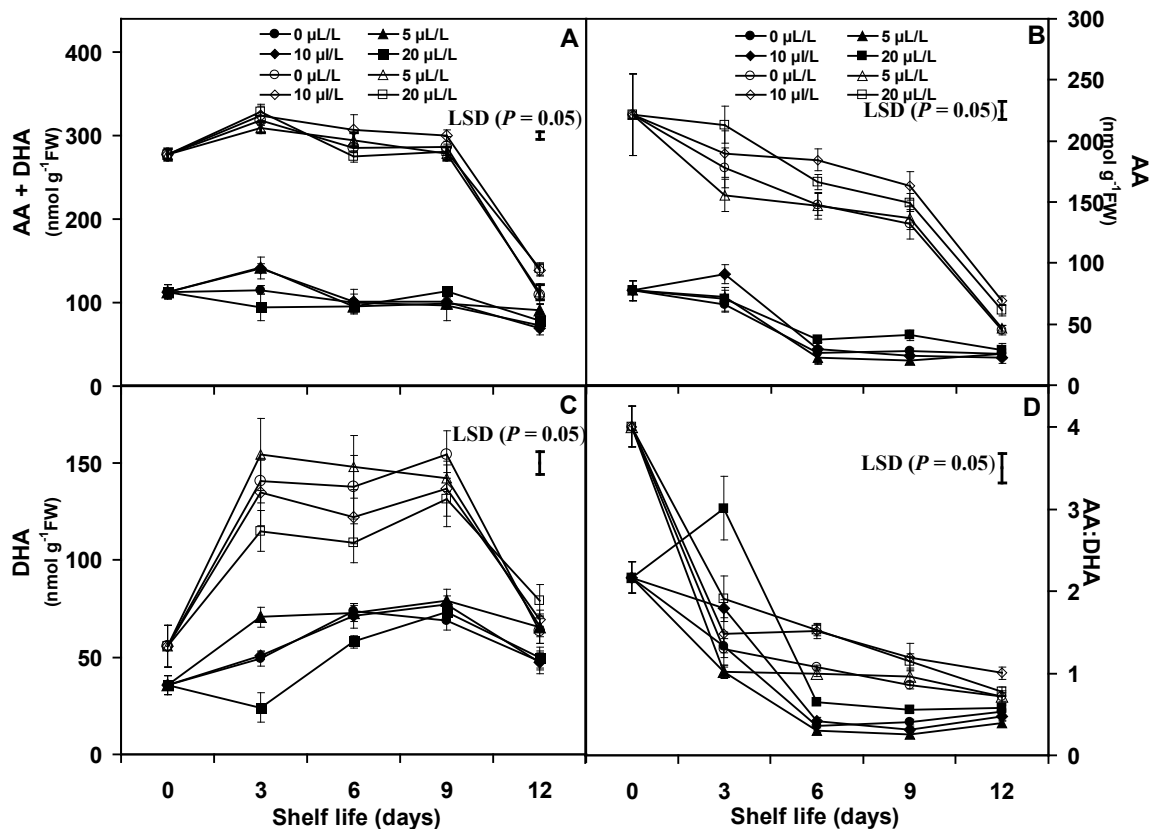 A
0 µL/L 5 µL/L
10 µl/L 20 µL/L
0 µL/L 5 µL/L
10 µl/L 20 µL/L
LSD (P = 0.05)
AA + DHA
(nmol g-1FW)
400
300
200
100
0
B
0 µL/L 5 µL/L
10 µl/L 20 µL/L
0 µL/L 5 µL/L
10 µl/L 20 µL/L
LSD (P = 0.05)
AA
(nmol g-1FW)
300
250
200
150
100
50
0
C
LSD (P = 0.05)
DHA
(nmol g-1FW)
150
100
50
0
0 3 6 9 12
Shelf life (days)
D
LSD (P = 0.05)
AA:DHA
4
3
2
1
0
0 3 6 9 12
Shelf life (days)